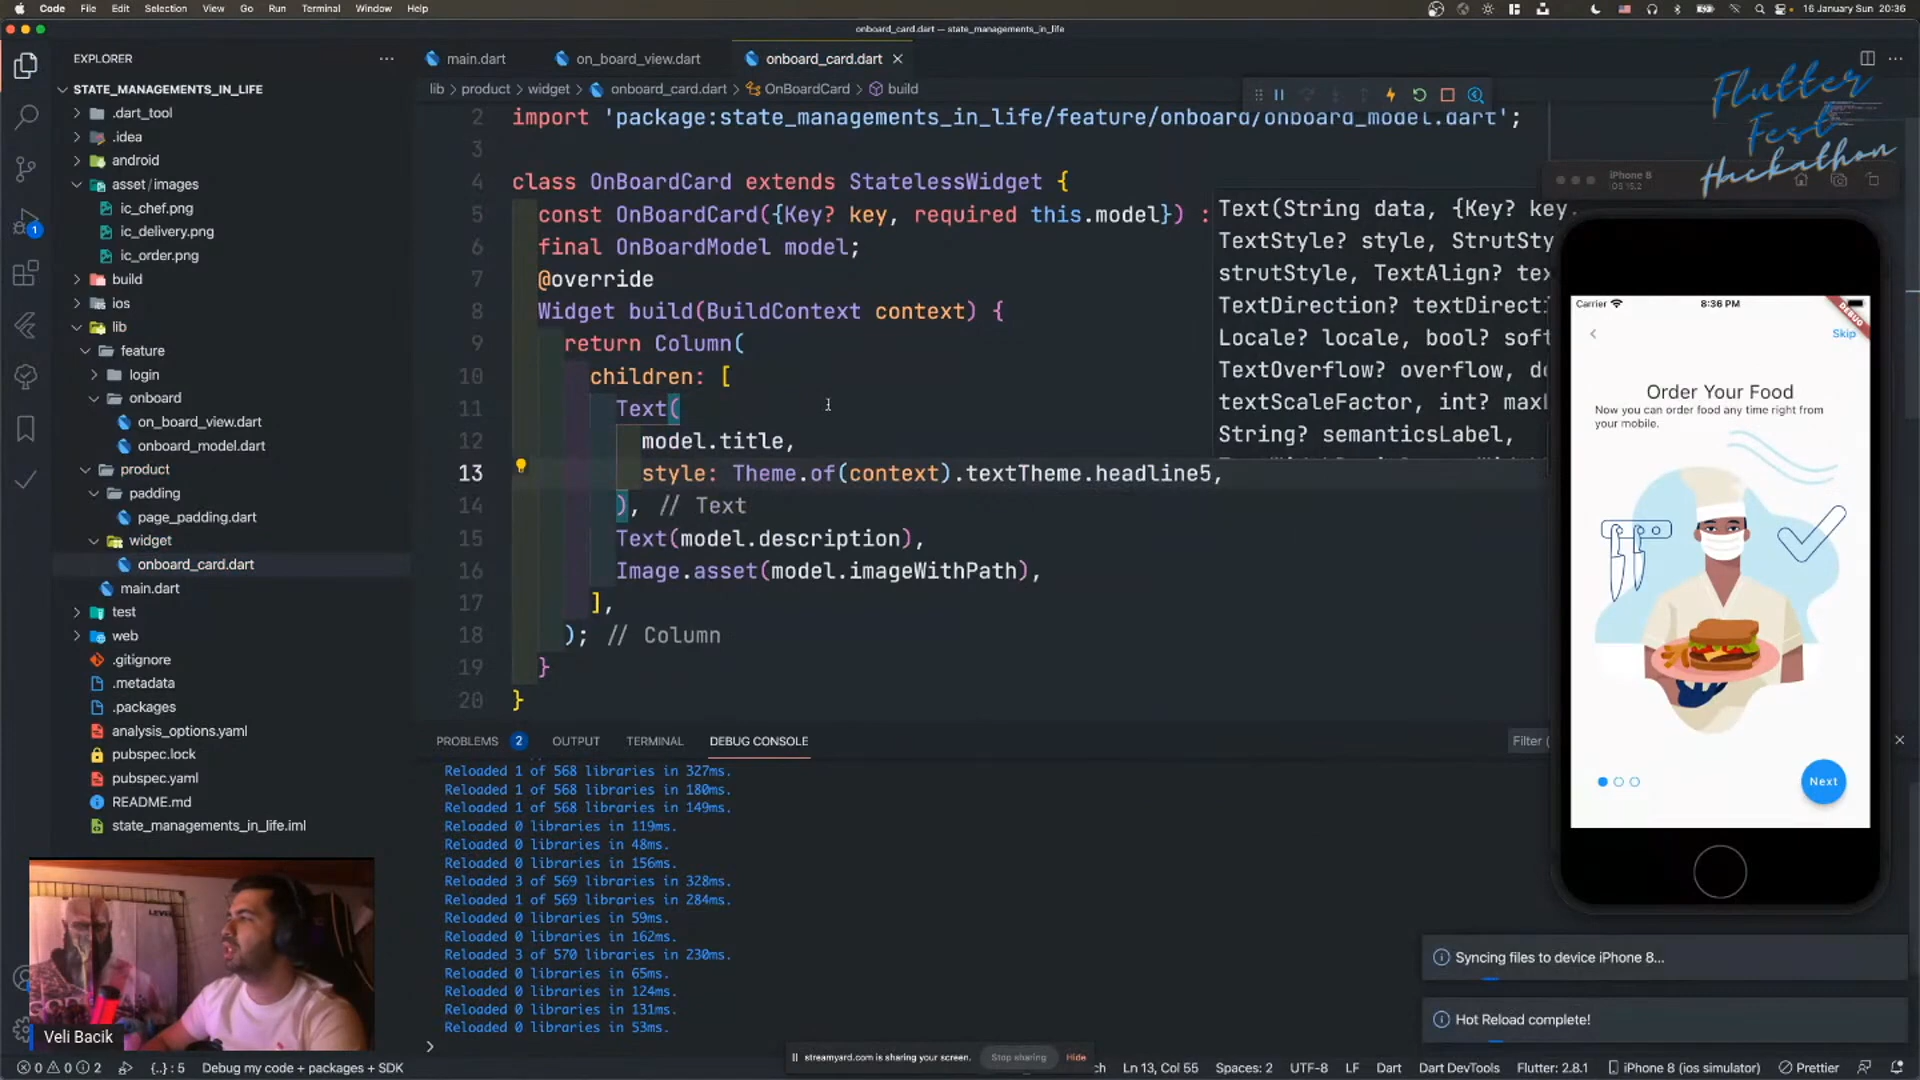 Code File Edit Selection View Go Run Terminal Window Help
16 January Sun 20:36
onboard_card.dart — state_managements_in_life
EXPLORER
STATE_MANAGEMENTS_IN_LIFE
.dart_tool
.idea
android
asset/images
ic_chef.png
ic_delivery.png
ic_order.png
build
ios
lib
feature
login
onboard
on_board_view.dart
onboard_model.dart
product
padding
page_padding.dart
widget
onboard_card.dart
main.dart
test
web
.gitignore
.metadata
.packages
analysis_options.yaml
pubspec.lock
pubspec.yaml
README.md
state_managements_in_life.iml
main.dart
on_board_view.dart
onboard_card.dart
lib > product > widget > onboard_card.dart > OnBoardCard > build
2 import 'package:state_managements_in_life/feature/onboard/onboard_model.dart';
3
4 class OnBoardCard extends StatelessWidget {
5 const OnBoardCard({Key? key, required this.model}) :
6 final OnBoardModel model;
7 @override
8 Widget build(BuildContext context) {
9 return Column(
10 children: [
11 Text(
12 model.title,
13 style: Theme.of(context).textTheme.headline5,
14 ), // Text
15 Text(model.description),
16 Image.asset(model.imageWithPath),
17 ],
18 ); // Column
19 }
20 }
Text(String data, {Key? key,
TextStyle? style, StrutSty
strutStyle, TextAlign? tex
TextDirection? textDirecti
Locale? locale, bool? soft
TextOverflow? overflow, do
textScaleFactor, int? maxL
String? semanticsLabel,
Flutter
Fest
Hackathon
iPhone 8
iOS 15.2
Carrier 8:36 PM
DEBUG
Skip
Order Your Food
Now you can order food any time right from
your mobile.
Next
PROBLEMS 2 OUTPUT TERMINAL DEBUG CONSOLE
Filter (
Reloaded 1 of 568 libraries in 327ms.
Reloaded 1 of 568 libraries in 180ms.
Reloaded 1 of 568 libraries in 149ms.
Reloaded 0 libraries in 119ms.
Reloaded 0 libraries in 48ms.
Reloaded 0 libraries in 156ms.
Reloaded 3 of 569 libraries in 328ms.
Reloaded 1 of 569 libraries in 284ms.
Reloaded 0 libraries in 59ms.
Reloaded 0 libraries in 162ms.
Reloaded 3 of 570 libraries in 230ms.
Reloaded 0 libraries in 65ms.
Reloaded 0 libraries in 124ms.
Reloaded 0 libraries in 131ms.
Reloaded 0 libraries in 53ms.
Syncing files to device iPhone 8...
Hot Reload complete!
LEVEL
Veli Bacik
streamyard.com is sharing your screen. Stop sharing Hide
0 0 2 {..} : 5 Debug my code + packages + SDK
Ln 13, Col 55 Spaces: 2 UTF-8 LF Dart Dart DevTools Flutter: 2.8.1 iPhone 8 (ios simulator) Prettier